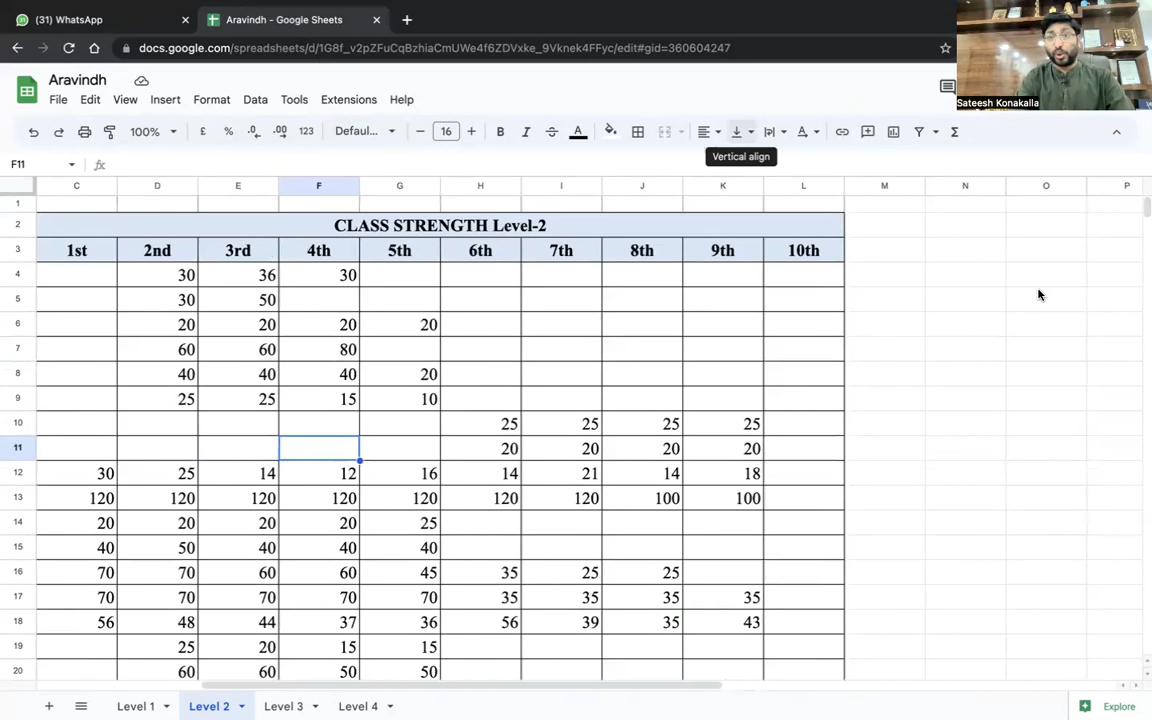 (31) WhatsApp
Aravindh - Google Sheets
docs.google.com/spreadsheets/d/1G8f_v2pZFuCqBzhiaCmUWe4f6ZDVxke_9Vknek4FFyc/edit#gid=360604247
Aravindh
File Edit View Insert Format Data Tools Extensions Help
100% £ % .0 .00 123 Defaul... 16 B I A
Vertical align
F11 fx
C D E F G H I J K L M N O P
1
2 CLASS STRENGTH Level-2
3 1st 2nd 3rd 4th 5th 6th 7th 8th 9th 10th
4 30 36 30
5 30 50
6 20 20 20 20
7 60 60 80
8 40 40 40 20
9 25 25 15 10
10 25 25 25 25
11 20 20 20 20
12 30 25 14 12 16 14 21 14 18
13 120 120 120 120 120 120 120 100 100
14 20 20 20 20 25
15 40 50 40 40 40
16 70 70 60 60 45 35 25 25
17 70 70 70 70 70 35 35 35 35
18 56 48 44 37 36 56 39 35 43
19 25 20 15 15
20 60 60 50 50
Level 1 Level 2 Level 3 Level 4 Explore
Sateesh Konakalla